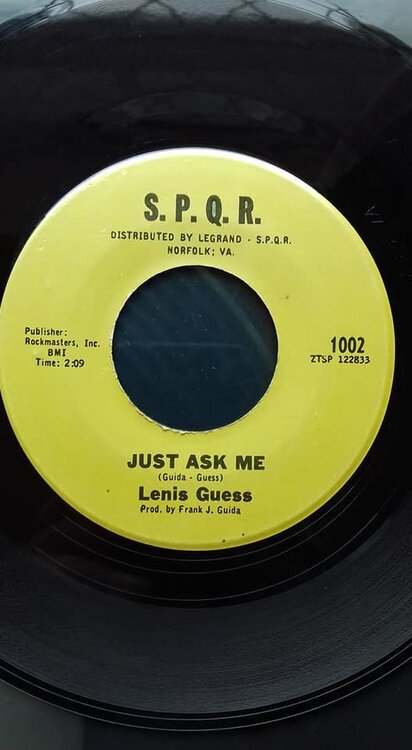 S. P. Q. R.
DISTRIBUTED BY LEGRAND - S.P.Q.R.
NORFOLK; VA.
Publisher:
Rockmasters, Inc.
BMI
Time: 2:09
1002
ZTSP 122833
JUST ASK ME
(Guida - Guess)
Lenis Guess
Prod. by Frank J. Guida